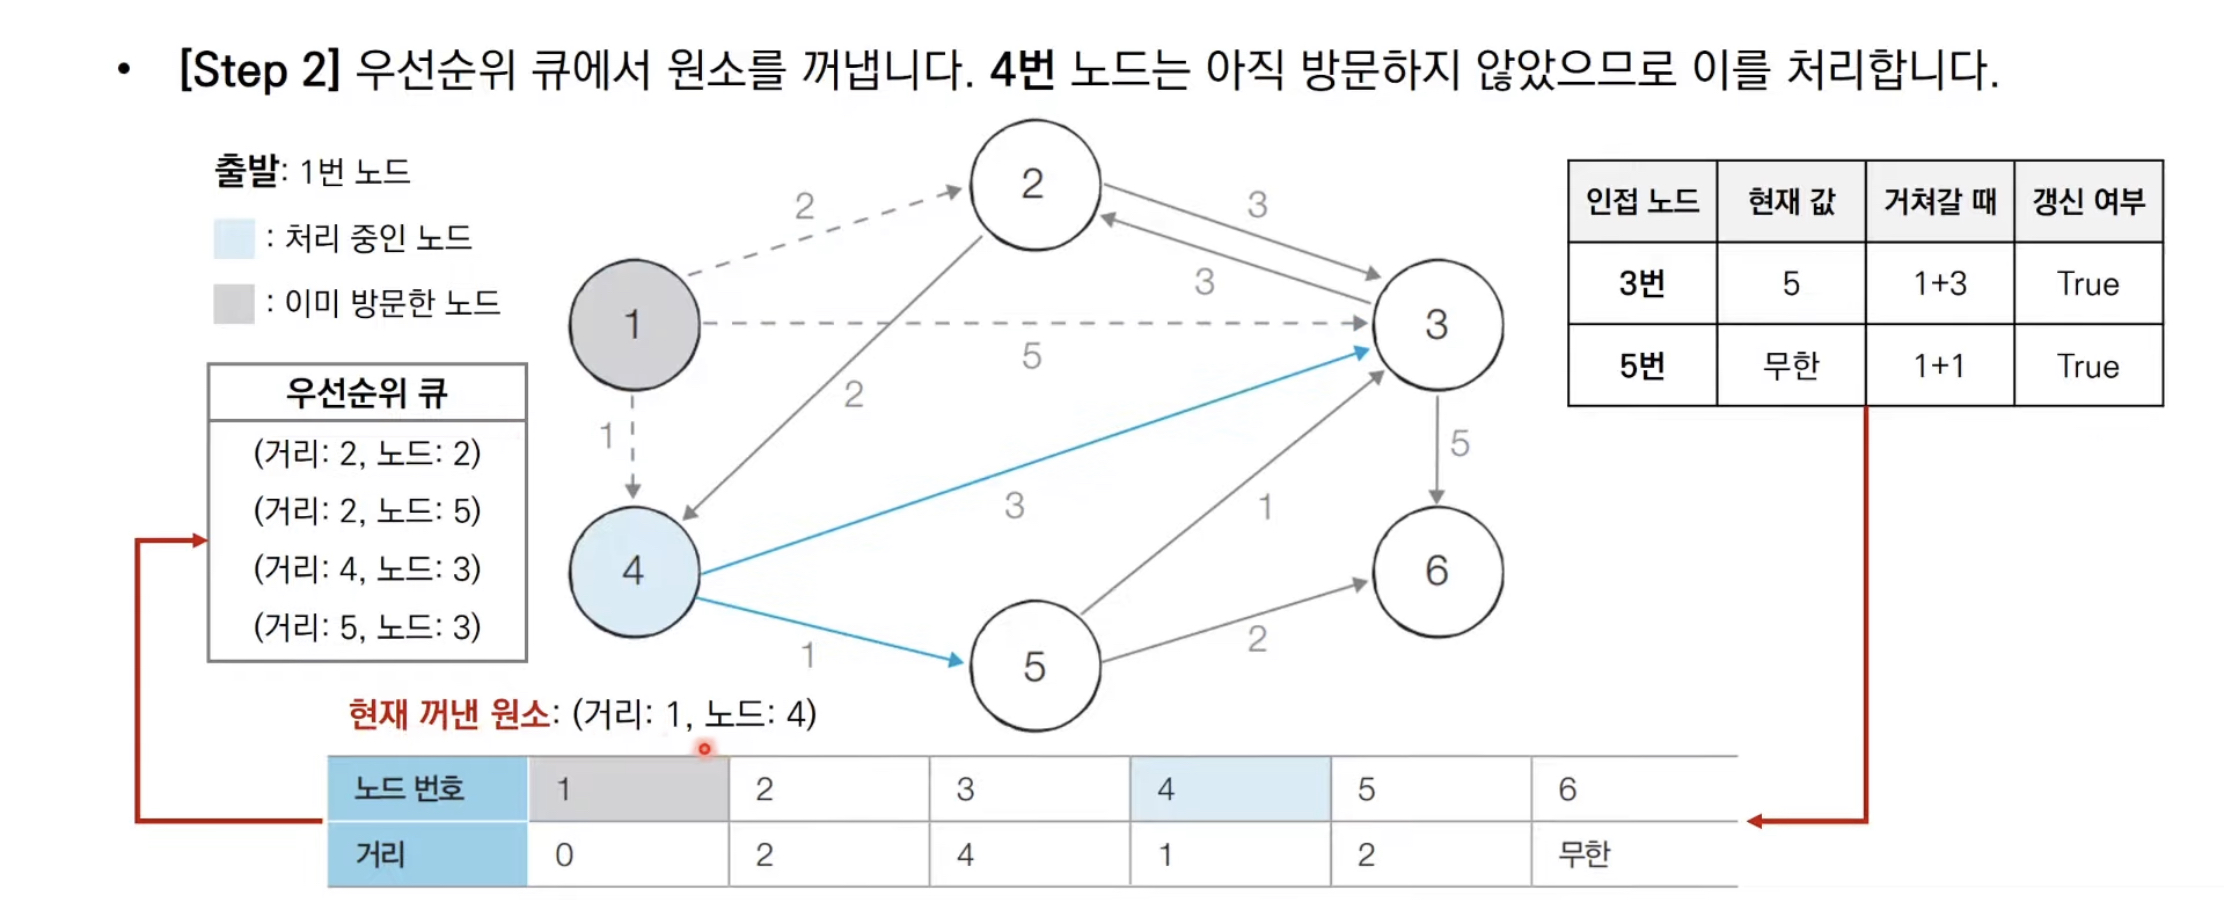 • [Step 2] 우선순위 큐에서 원소를 꺼냅니다. 4번 노드는 아직 방문하지 않았으므로 이를 처리합니다.
출발: 1번 노드
: 처리 중인 노드
: 이미 방문한 노드
우선순위 큐
(거리: 2, 노드: 2)
(거리: 2, 노드: 5)
(거리: 4, 노드: 3)
(거리: 5, 노드: 3)
2
2
3
3
1
5
3
2
1
5
3
1
4
6
1
5
2
인접 노드 현재 값 거쳐갈 때 갱신 여부
3번 5 1+3 True
5번 무한 1+1 True
현재 꺼낸 원소: (거리: 1, 노드: 4)
노드 번호 1 2 3 4 5 6
거리 0 2 4 1 2 무한